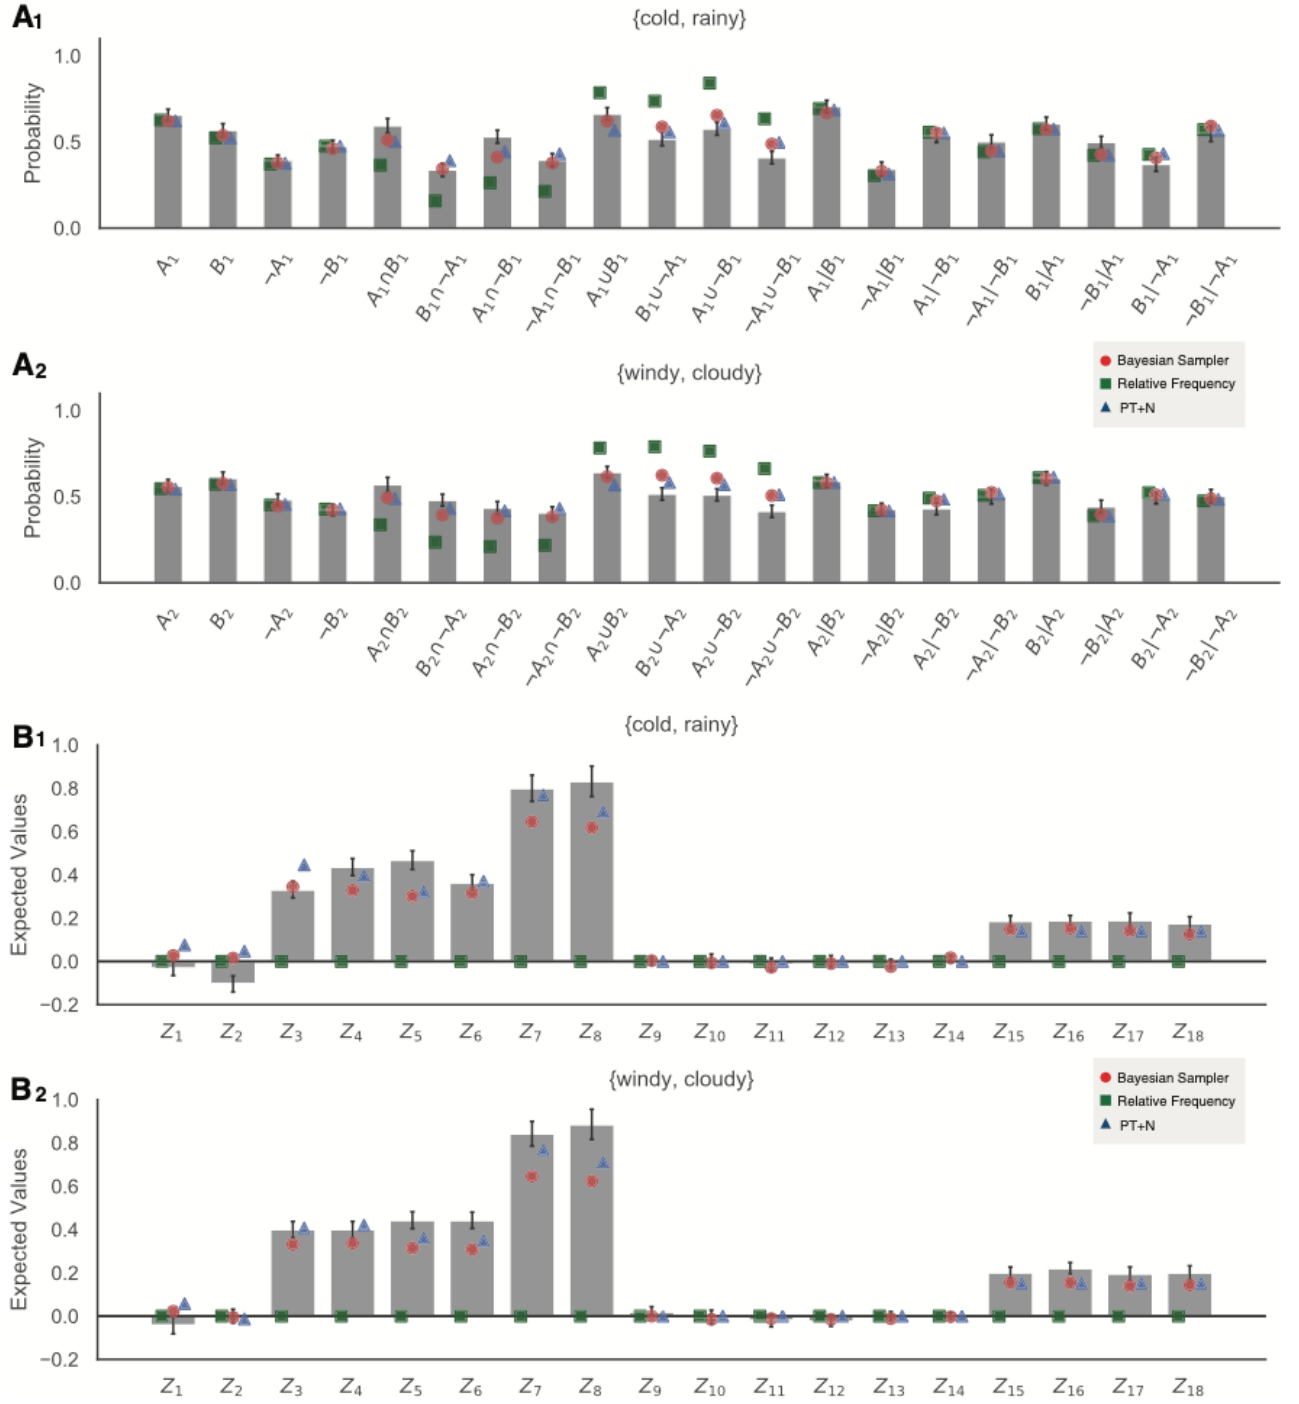 A1
{cold, rainy}
Probability
1.0
0.5
0.0
A₁ B₁ ¬A₁ ¬B₁ A₁∩B₁ B₁∩¬A₁ A₁∩¬B₁ ¬A₁∩¬B₁ A₁∪B₁ B₁∪¬A₁ A₁∪¬B₁ ¬A₁∪¬B₁ A₁|B₁ ¬A₁|B₁ A₁|¬B₁ ¬A₁|¬B₁ B₁|A₁ ¬B₁|A₁ B₁|¬A₁ ¬B₁|¬A₁
A2
{windy, cloudy}
Bayesian Sampler
Relative Frequency
PT+N
Probability
1.0
0.5
0.0
A₂ B₂ ¬A₂ ¬B₂ A₂∩B₂ B₂∩¬A₂ A₂∩¬B₂ ¬A₂∩¬B₂ A₂∪B₂ B₂∪¬A₂ A₂∪¬B₂ ¬A₂∪¬B₂ A₂|B₂ ¬A₂|B₂ A₂|¬B₂ ¬A₂|¬B₂ B₂|A₂ ¬B₂|A₂ B₂|¬A₂ ¬B₂|¬A₂
B1
{cold, rainy}
Expected Values
1.0
0.8
0.6
0.4
0.2
0.0
−0.2
Z₁ Z₂ Z₃ Z₄ Z₅ Z₆ Z₇ Z₈ Z₉ Z₁₀ Z₁₁ Z₁₂ Z₁₃ Z₁₄ Z₁₅ Z₁₆ Z₁₇ Z₁₈
B2
{windy, cloudy}
Bayesian Sampler
Relative Frequency
PT+N
Expected Values
1.0
0.8
0.6
0.4
0.2
0.0
−0.2
Z₁ Z₂ Z₃ Z₄ Z₅ Z₆ Z₇ Z₈ Z₉ Z₁₀ Z₁₁ Z₁₂ Z₁₃ Z₁₄ Z₁₅ Z₁₆ Z₁₇ Z₁₈